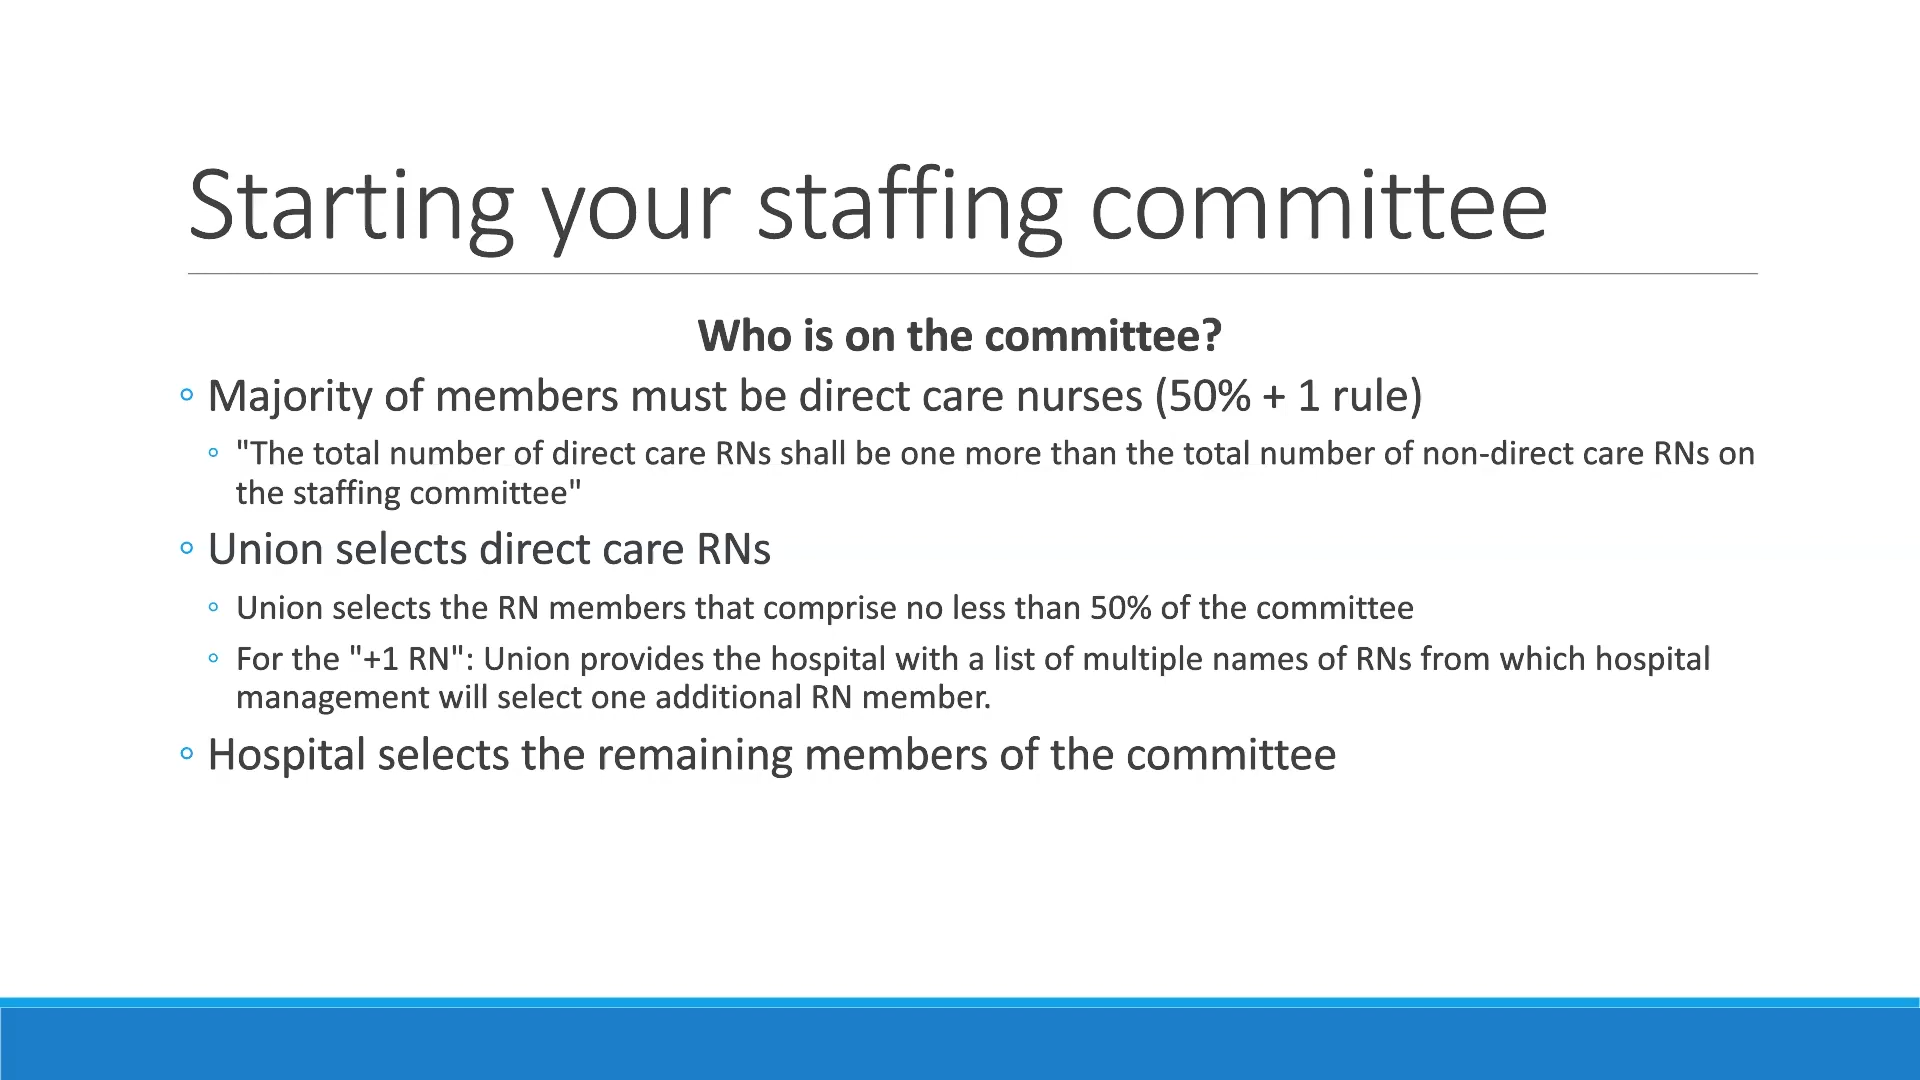 Starting your staffing committee
Who is on the committee?
◦ Majority of members must be direct care nurses (50% + 1 rule)
◦ "The total number of direct care RNs shall be one more than the total number of non-direct care RNs on
the staffing committee"
◦ Union selects direct care RNs
◦ Union selects the RN members that comprise no less than 50% of the committee
◦ For the "+1 RN": Union provides the hospital with a list of multiple names of RNs from which hospital
management will select one additional RN member.
◦ Hospital selects the remaining members of the committee